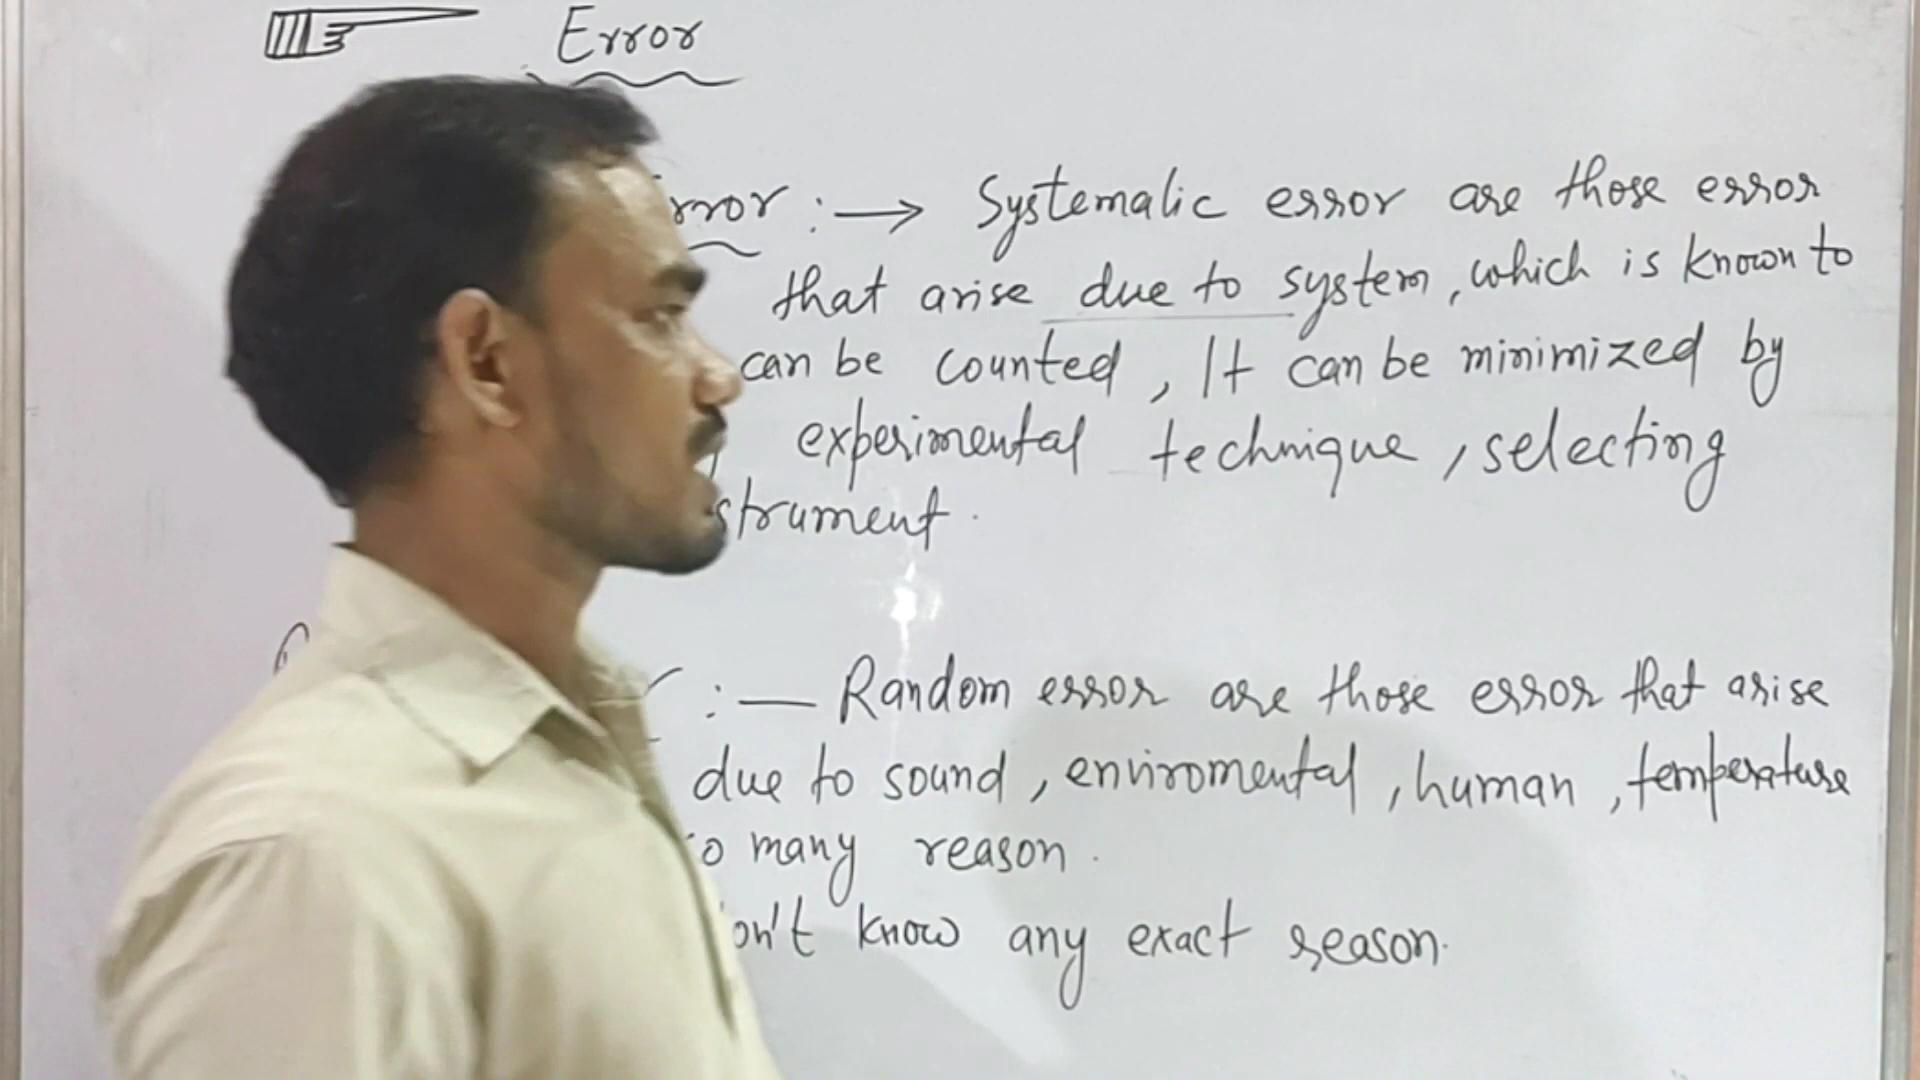 Error
rror :→ Systematic error are those error
that arise due to system, which is known to
can be counted, It can be minimized by
experimental technique, selecting
strument.
:— Random error are those error that arise
due to sound, enviromental, human, temperature
o many reason.
on't know any exact reason.